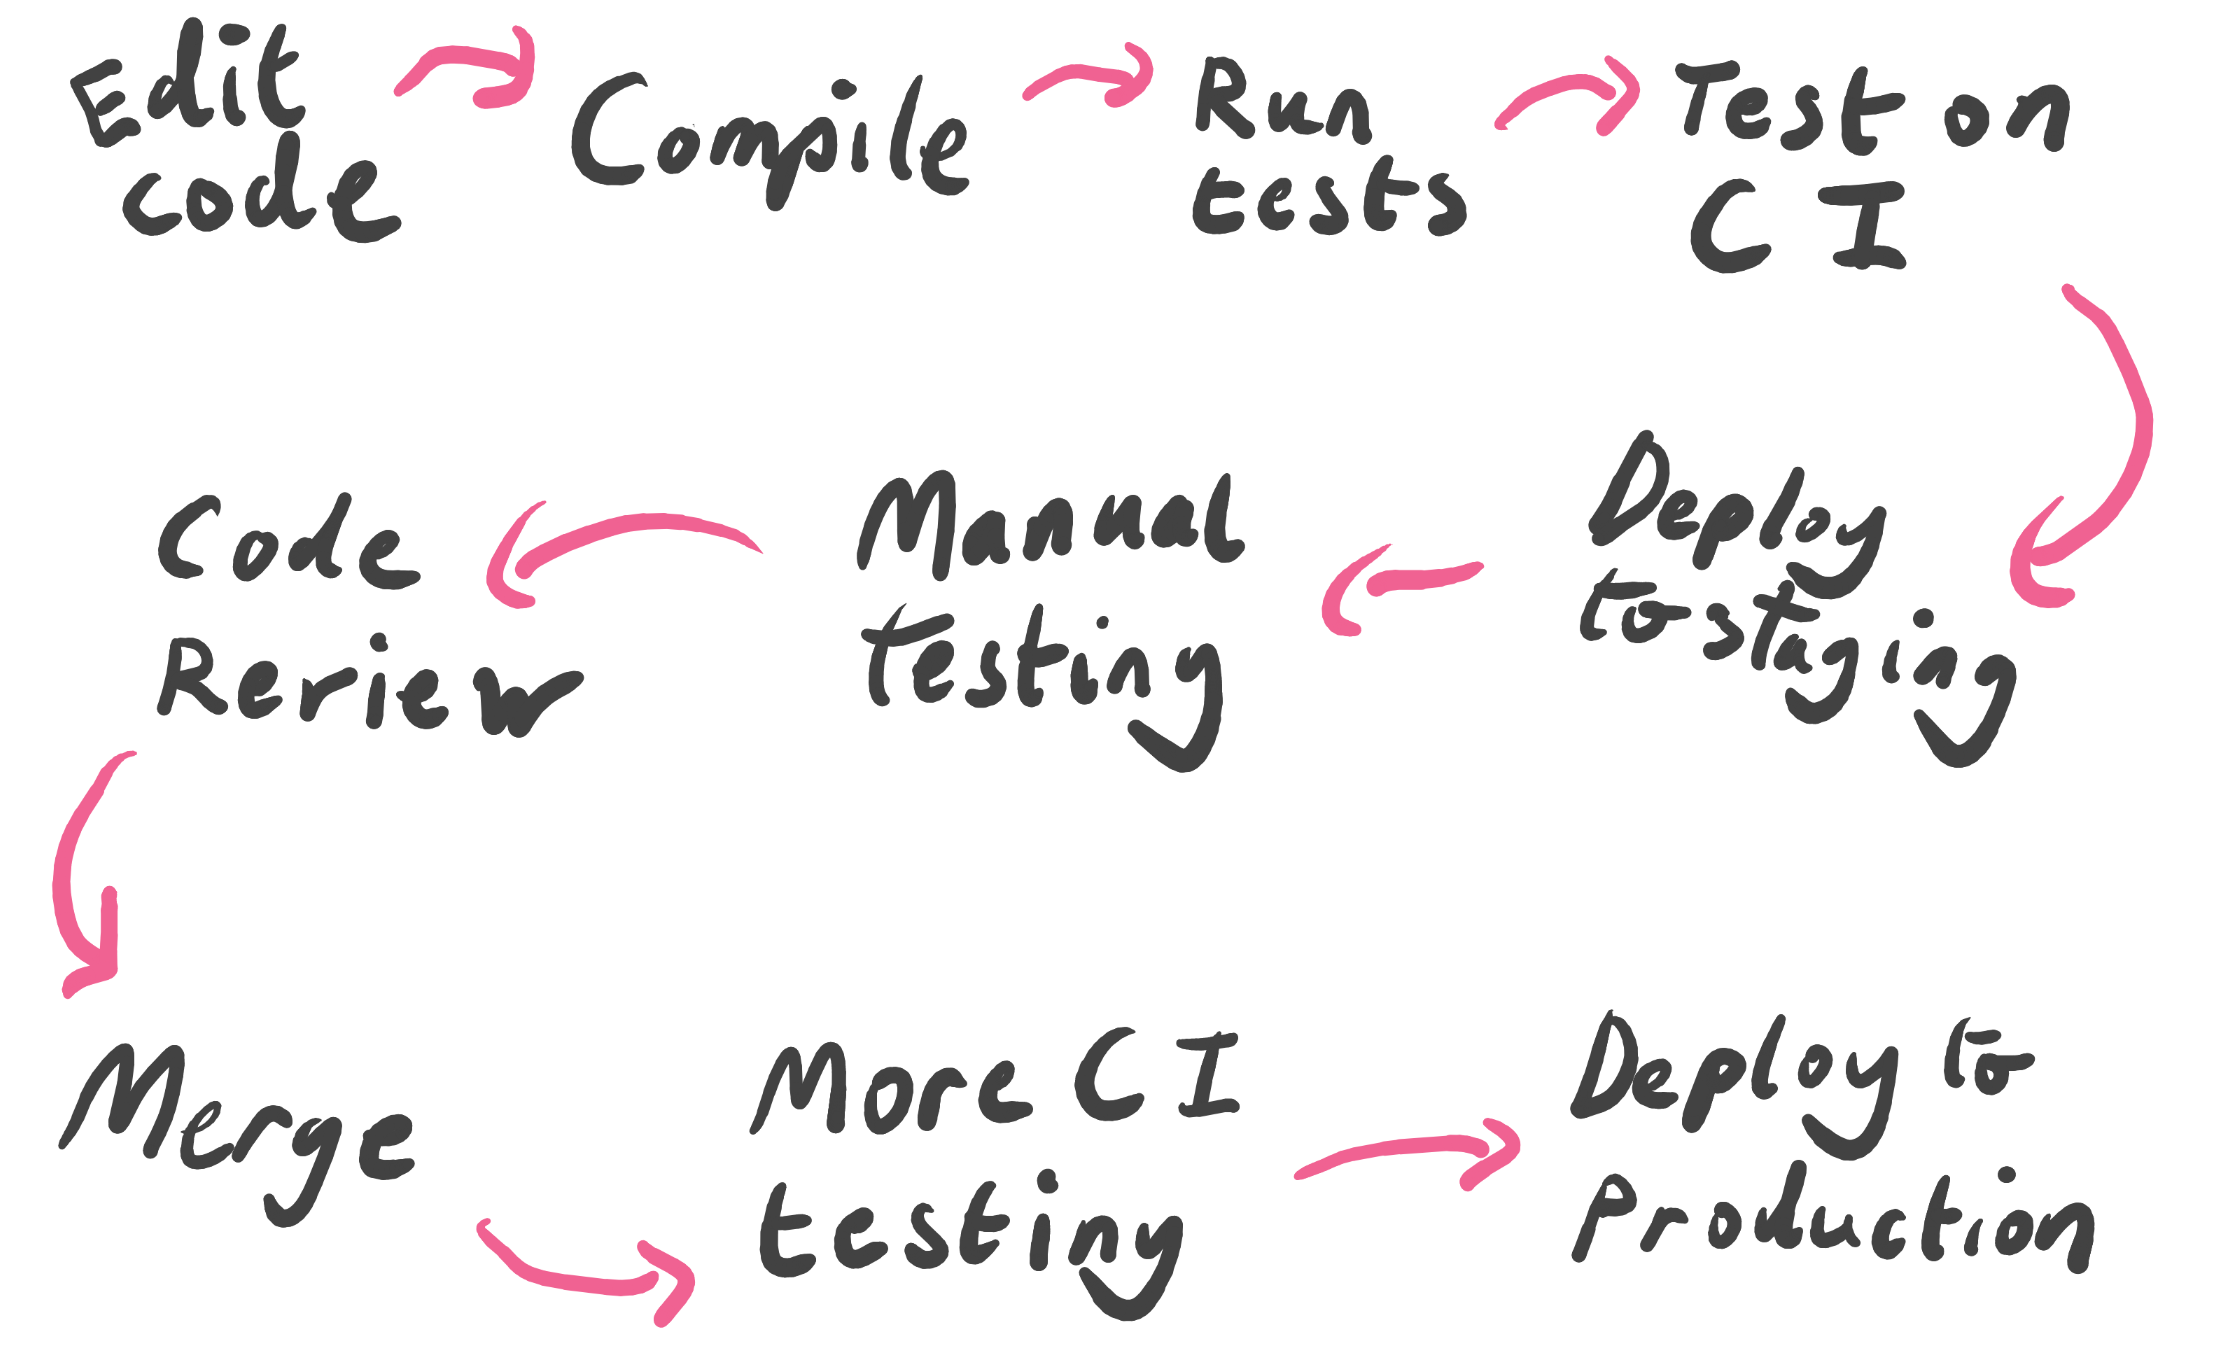 Edit
code
Compile
Run
tests
Test on
CI
Deploy
to staging
Manual
testing
Code
Review
Merge
More CI
testing
Deploy to
Production